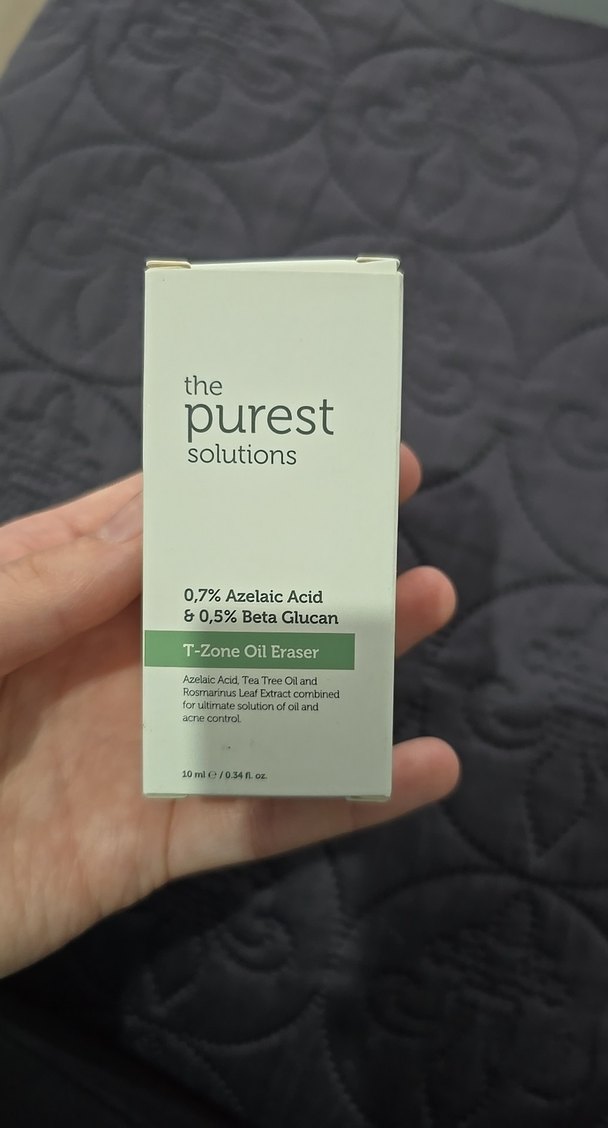 the
purest
solutions
0,7% Azelaic Acid
& 0,5% Beta Glucan
T-Zone Oil Eraser
Azelaic Acid, Tea Tree Oil and
Rosmarinus Leaf Extract combined
for ultimate solution of oil and
acne control.
10 ml ℮ / 0.34 fl. oz.